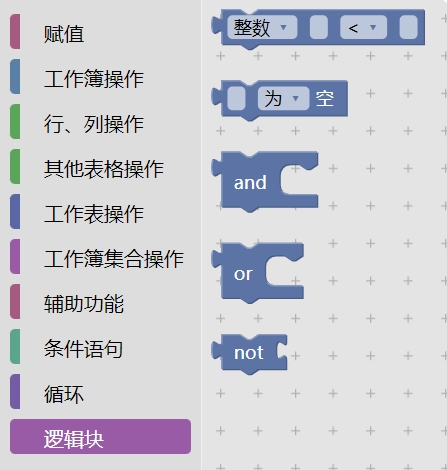 赋值
工作簿操作
行、列操作
其他表格操作
工作表操作
工作簿集合操作
辅助功能
条件语句
循环
逻辑块
整数 <
为 空
and
or
not